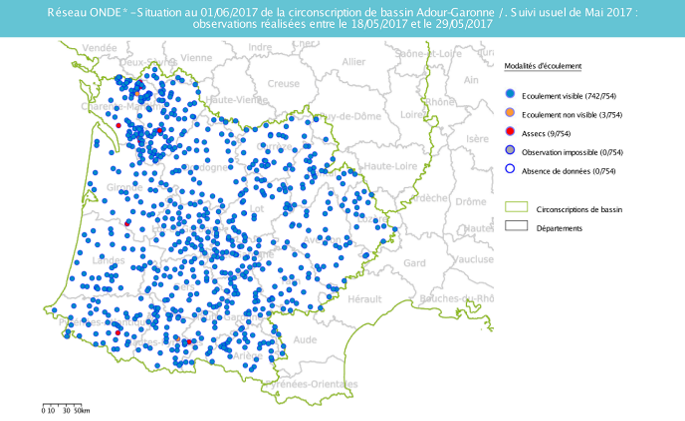 Réseau ONDE* - Situation au 01/06/2017 de la circonscription de bassin Adour-Garonne /. Suivi usuel de Mai 2017 :
observations réalisées entre le 18/05/2017 et le 29/05/2017
Vendée
Deux-Sèvres
Vienne
Indre
Cher
Allier
Saône-et-Loire
Ain
Creuse
Haute-Vienne
Charente-Maritime
Puy-de-Dôme
Loire
Rhône
Isère
Corrèze
Dordogne
Haute-Loire
Gironde
Lot
Ardèche
Drôme
Lozère
Hautes
Landes
Gard
Vaucluse
Gers
Hérault
Bouches-du-Rhô
Aude
Ariège
Pyrénées-Orientales
0 10 30 50km
Modalités d'écoulement
Ecoulement visible (742/754)
Ecoulement non visible (3/754)
Assecs (9/754)
Observation impossible (0/754)
Absence de données (0/754)
Circonscriptions de bassin
Départements